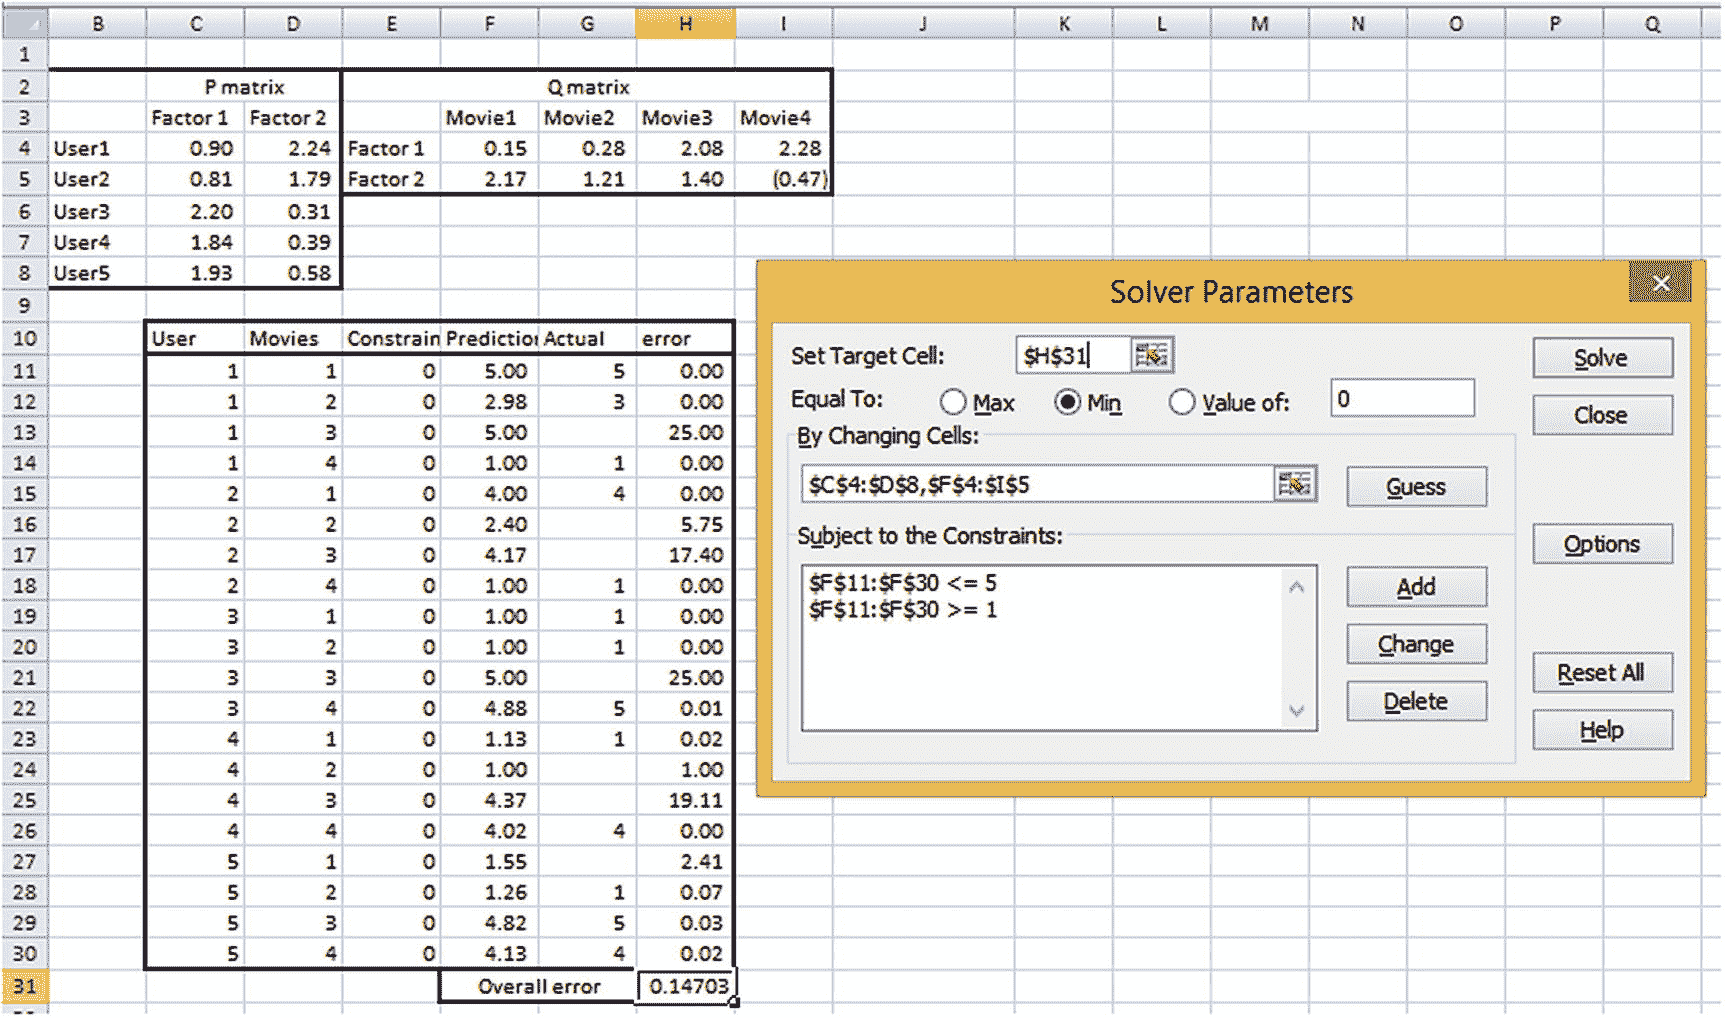 B C D E F G H I J K L M N O P Q
1
2 P matrix Q matrix
3 Factor 1 Factor 2 Movie1 Movie2 Movie3 Movie4
4 User1 0.90 2.24 Factor 1 0.15 0.28 2.08 2.28
5 User2 0.81 1.79 Factor 2 2.17 1.21 1.40 (0.47)
6 User3 2.20 0.31
7 User4 1.84 0.39
8 User5 1.93 0.58
9
10 User Movies Constrain Prediction Actual error
11 1 1 0 5.00 5 0.00
12 1 2 0 2.98 3 0.00
13 1 3 0 5.00 25.00
14 1 4 0 1.00 1 0.00
15 2 1 0 4.00 4 0.00
16 2 2 0 2.40 5.75
17 2 3 0 4.17 17.40
18 2 4 0 1.00 1 0.00
19 3 1 0 1.00 1 0.00
20 3 2 0 1.00 1 0.00
21 3 3 0 5.00 25.00
22 3 4 0 4.88 5 0.01
23 4 1 0 1.13 1 0.02
24 4 2 0 1.00 1.00
25 4 3 0 4.37 19.11
26 4 4 0 4.02 4 0.00
27 5 1 0 1.55 2.41
28 5 2 0 1.26 1 0.07
29 5 3 0 4.82 5 0.03
30 5 4 0 4.13 4 0.02
31 Overall error 0.14703
Solver Parameters
Set Target Cell: $H$31 Solve
Equal To: Max Min Value of: 0 Close
By Changing Cells:
$C$4:$D$8,$F$4:$I$5 Guess
Subject to the Constraints: Options
$F$11:$F$30 <= 5 Add
$F$11:$F$30 >= 1
Change
Reset All
Delete
Help